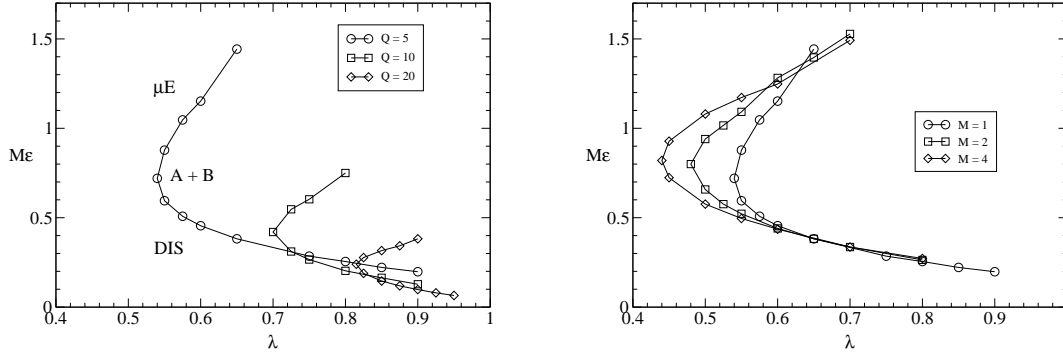 1.5
1
0.5
0
Mε
μE
A + B
DIS
Q = 5
Q = 10
Q = 20
0.4 0.5 0.6 0.7 0.8 0.9 1
λ
1.5
1
0.5
0
Mε
M = 1
M = 2
M = 4
0.4 0.5 0.6 0.7 0.8 0.9
λ